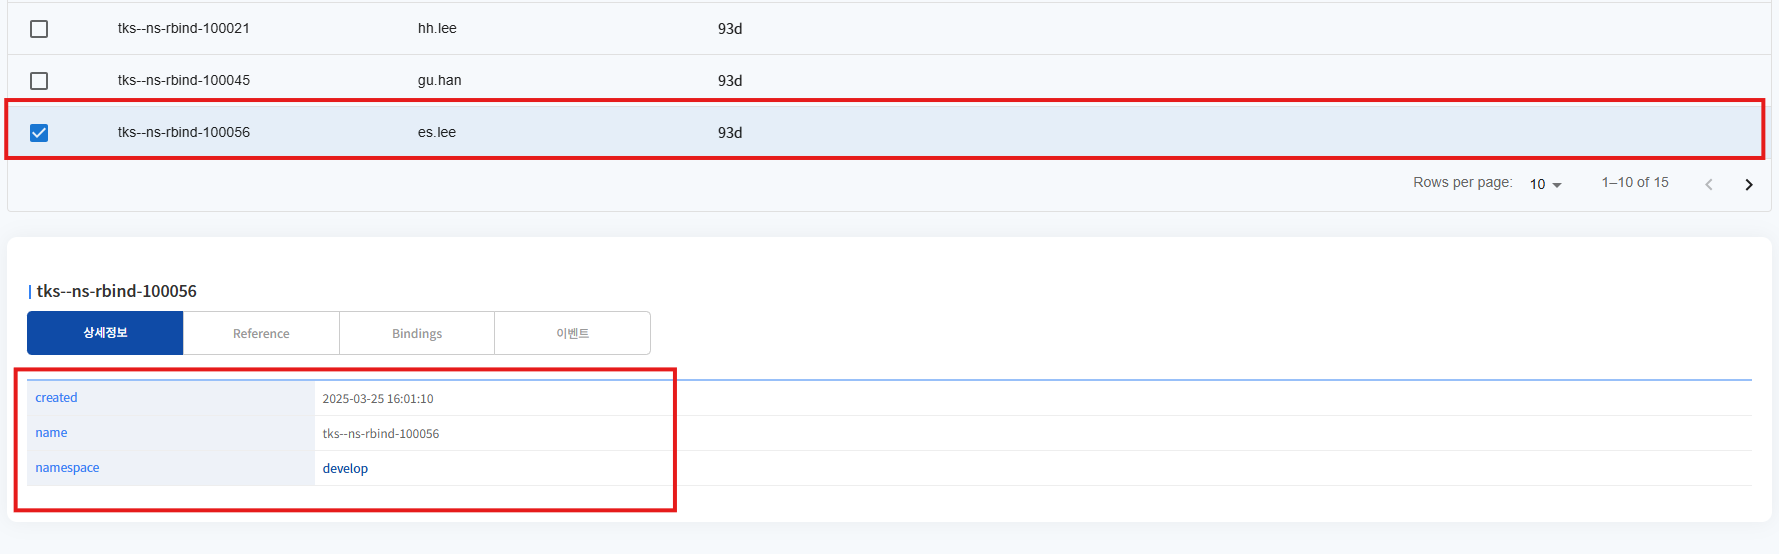 tks--ns-rbind-100021 hh.lee 93d
tks--ns-rbind-100045 gu.han 93d
tks--ns-rbind-100056 es.lee 93d
Rows per page: 10 1–10 of 15
tks--ns-rbind-100056
상세정보 Reference Bindings 이벤트
created 2025-03-25 16:01:10
name tks--ns-rbind-100056
namespace develop